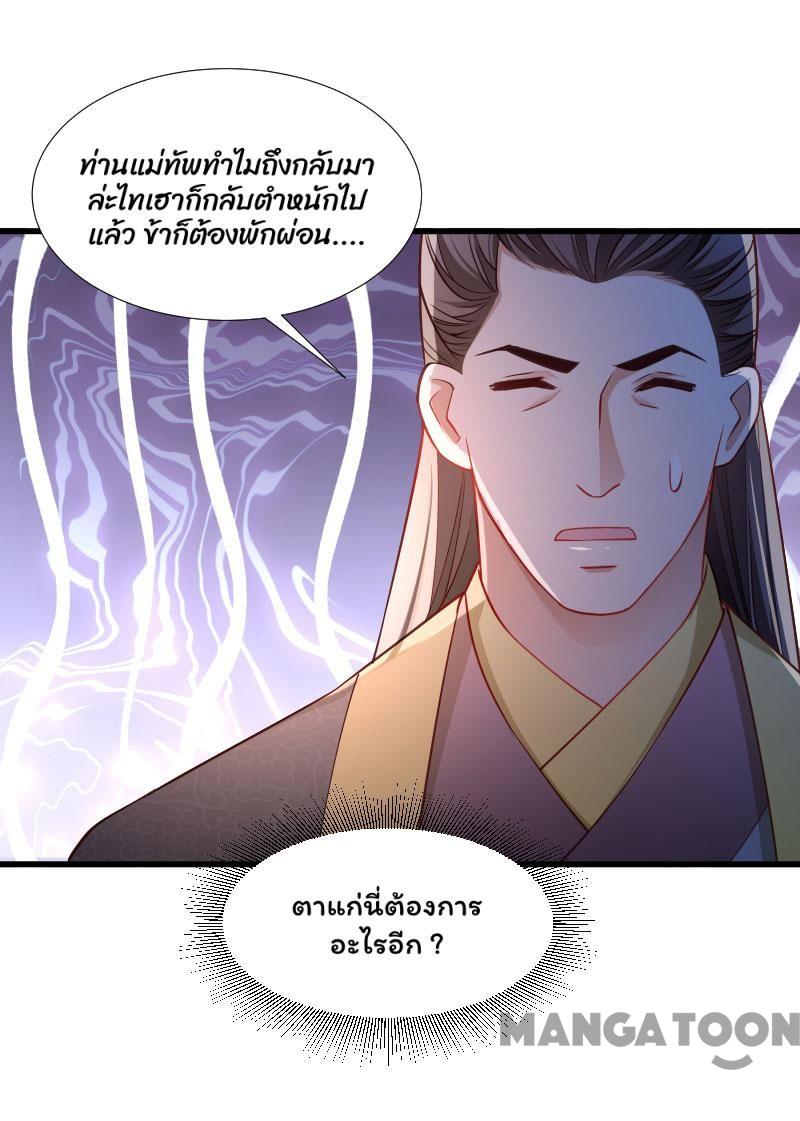 ท่านแม่ทัพทำไมถึงกลับมา
ล่ะไทเฮาก็กลับตำหนักไป
แล้ว ข้าก็ต้องพักผ่อน....
ตาแก่นี่ต้องการ
อะไรอีก ?
MANGATOON